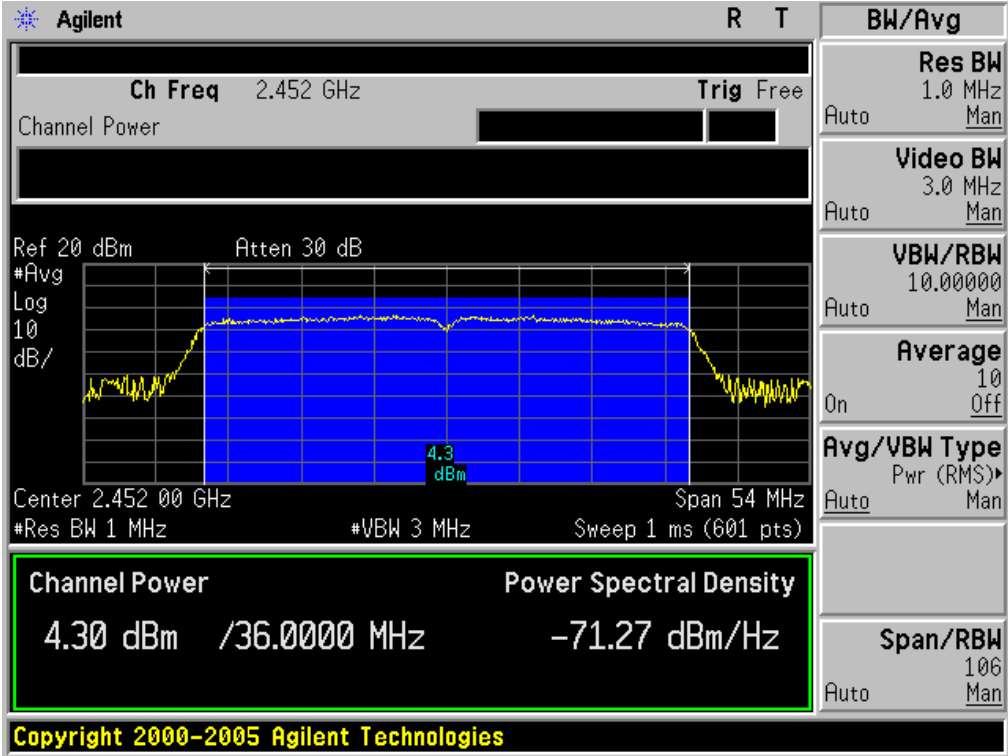 Agilent R T
Ch Freq 2.452 GHz Trig Free
Channel Power
Ref 20 dBm Atten 30 dB
#Avg
Log
10
dB/
4.3
dBm
Center 2.452 00 GHz Span 54 MHz
#Res BW 1 MHz #VBW 3 MHz Sweep 1 ms (601 pts)
Channel Power Power Spectral Density
4.30 dBm /36.0000 MHz -71.27 dBm/Hz
Copyright 2000-2005 Agilent Technologies
BW/Avg
Res BW
1.0 MHz
Auto Man
Video BW
3.0 MHz
Auto Man
VBW/RBW
10.00000
Auto Man
Average
10
On Off
Avg/VBW Type
Pwr (RMS)▸
Auto Man
Span/RBW
106
Auto Man